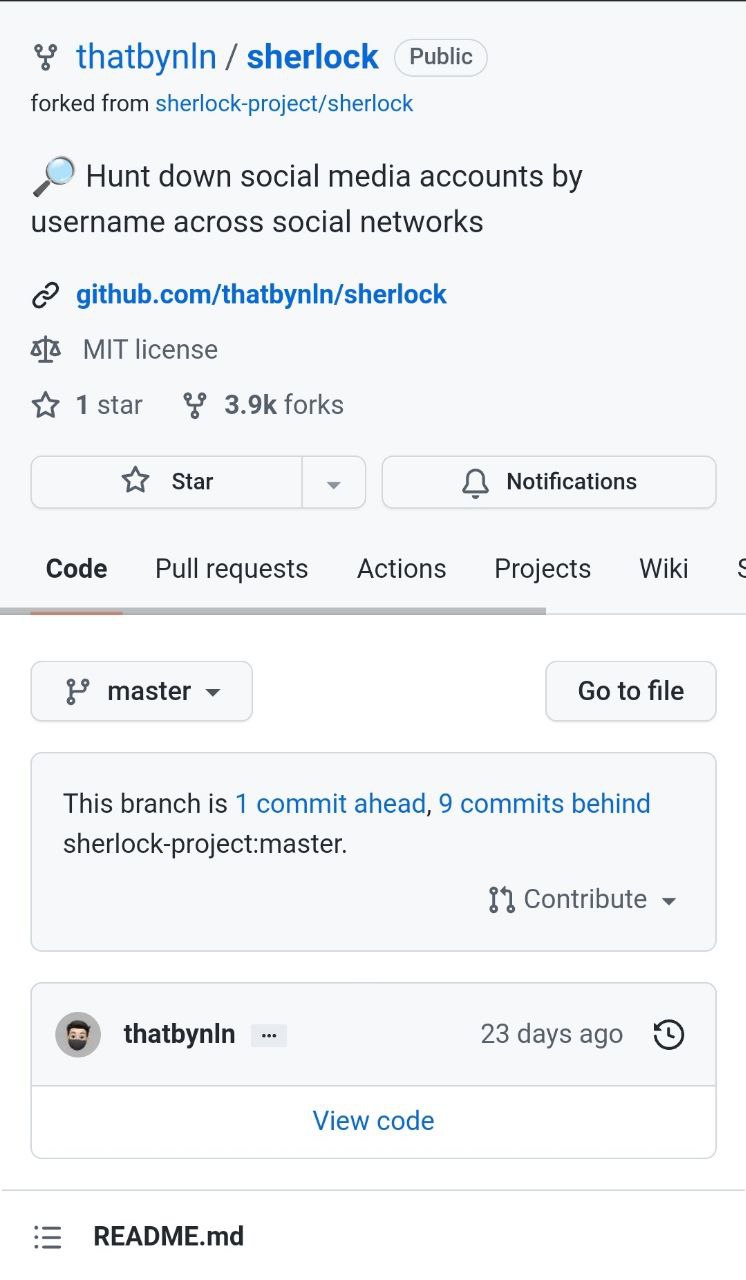 thatbynln / sherlock Public
forked from sherlock-project/sherlock
Hunt down social media accounts by
username across social networks
github.com/thatbynln/sherlock
MIT license
1 star 3.9k forks
Star Notifications
Code Pull requests Actions Projects Wiki
master Go to file
This branch is 1 commit ahead, 9 commits behind
sherlock-project:master.
Contribute
thatbynln ... 23 days ago
View code
README.md